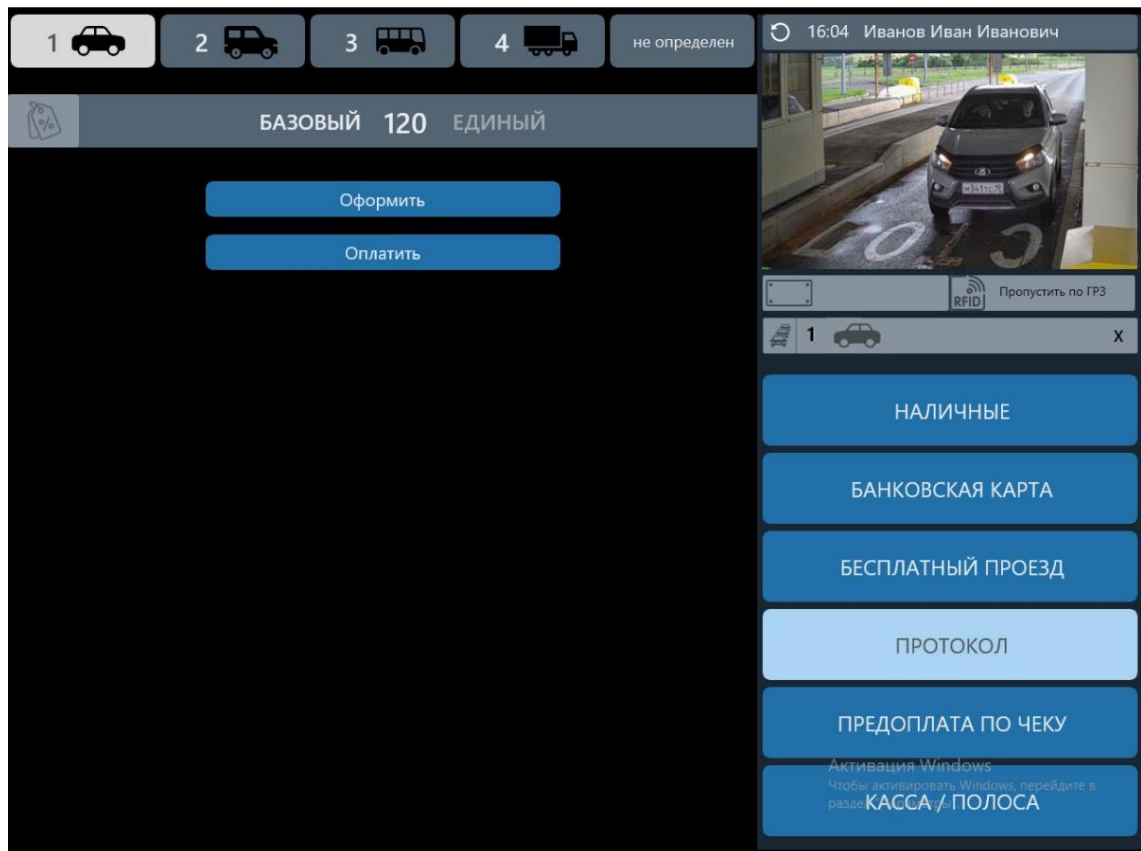 1
2
3
4
не определен
16:04 Иванов Иван Иванович
% БАЗОВЫЙ 120 ЕДИНЫЙ
Оформить
Оплатить
м341тс
RFID Пропустить по ГРЗ
1 X
НАЛИЧНЫЕ
БАНКОВСКАЯ КАРТА
БЕСПЛАТНЫЙ ПРОЕЗД
ПРОТОКОЛ
ПРЕДОПЛАТА ПО ЧЕКУ
Активация Windows
Чтобы активировать Windows, перейдите в
раздел
КАССА / ПОЛОСА